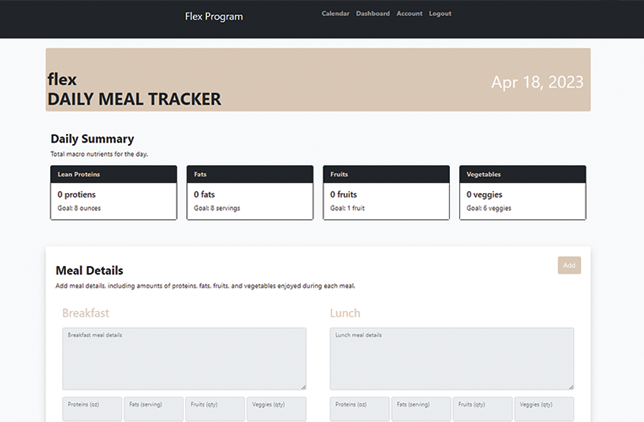 Flex Program
Calendar Dashboard Account Logout
flex
DAILY MEAL TRACKER
Apr 18, 2023
Daily Summary
Total macro nutrients for the day.
Lean Proteins
0 protiens
Goal: 8 ounces
Fats
0 fats
Goal: 8 servings
Fruits
0 fruits
Goal: 1 fruit
Vegetables
0 veggies
Goal: 6 veggies
Meal Details
Add
Add meal details, including amounts of proteins, fats, fruits, and vegetables enjoyed during each meal.
Breakfast
Breakfast meal details
Proteins (oz) Fats (serving) Fruits (qty) Veggies (qty)
Lunch
Lunch meal details
Proteins (oz) Fats (serving) Fruits (qty) Veggies (qty)